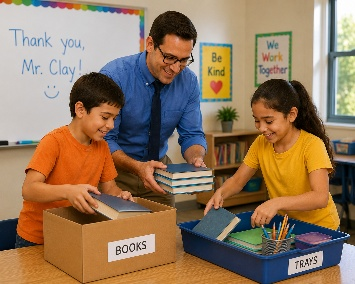 Thank you,
Mr. Clay!
Be
Kind
We
Work
Together
BOOKS
TRAYS